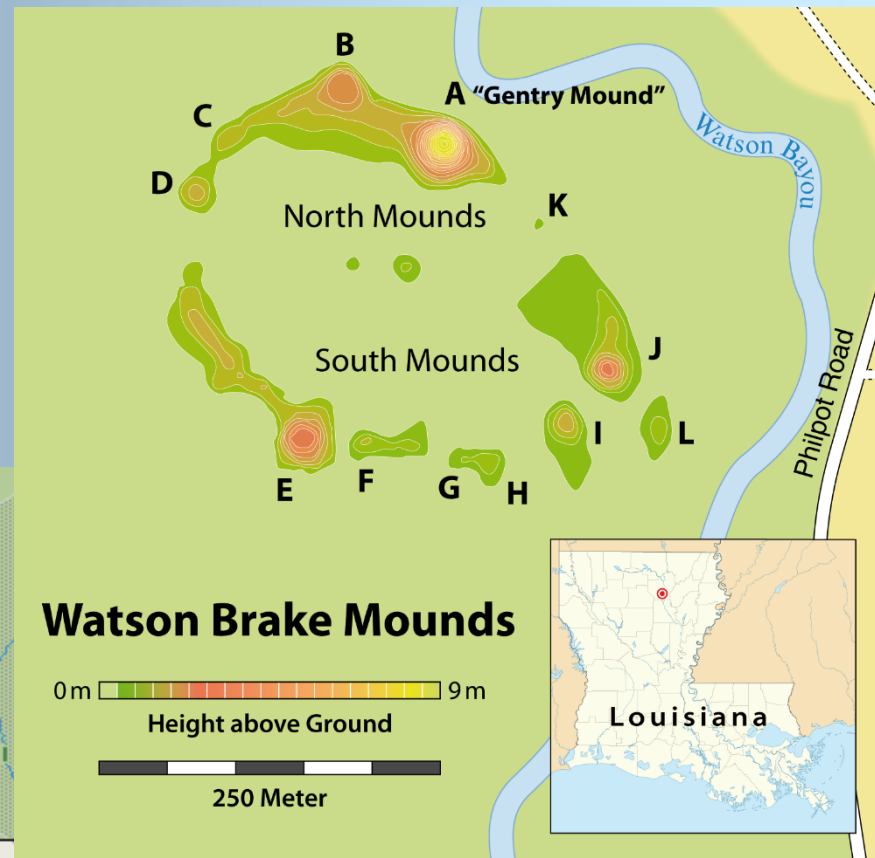 B
A "Gentry Mound"
C
Watson Bayon
D
K
North Mounds
South Mounds
J
Philpot Road
I
L
E
F
G
H
Watson Brake Mounds
0 m
9 m
Height above Ground
Louisiana
250 Meter